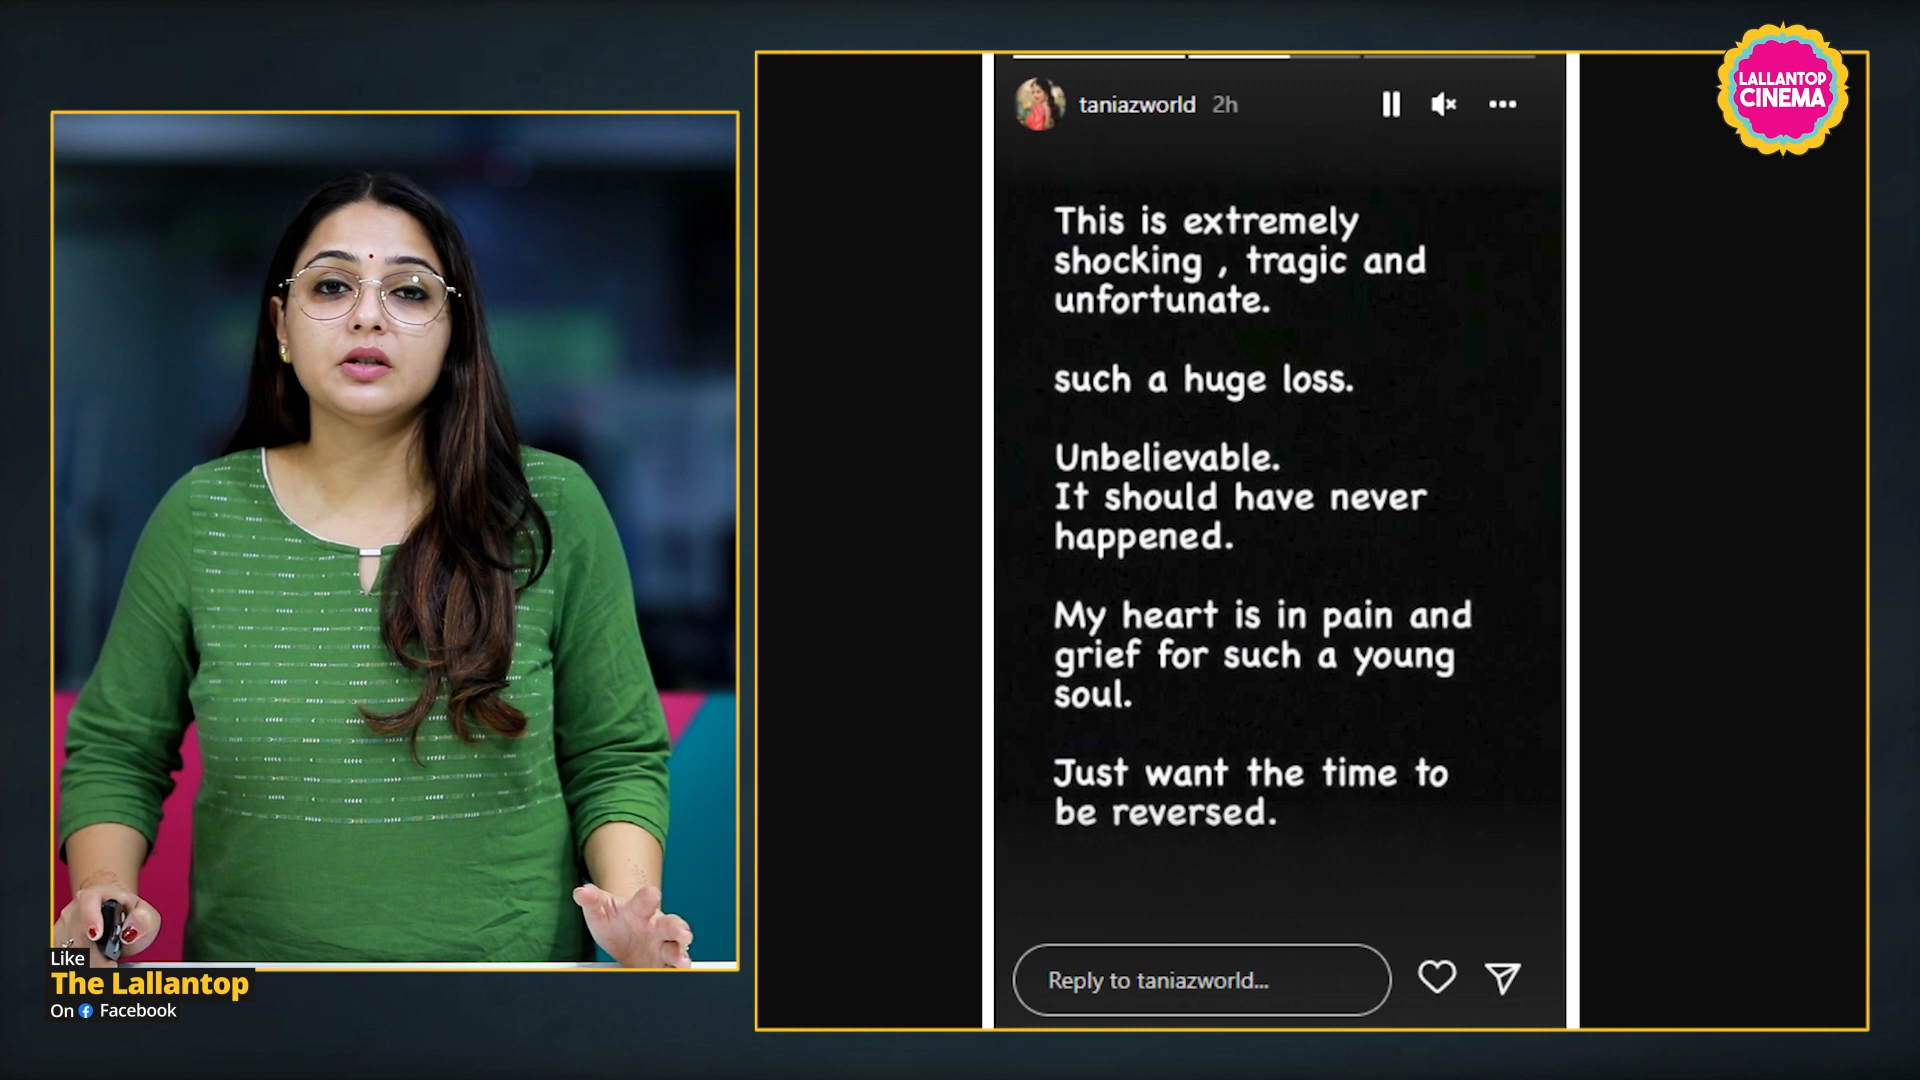 LALLANTOP
CINEMA
taniazworld 2h
This is extremely
shocking , tragic and
unfortunate.
such a huge loss.
Unbelievable.
It should have never
happened.
My heart is in pain and
grief for such a young
soul.
Just want the time to
be reversed.
Reply to taniazworld...
Like
The Lallantop
On Facebook